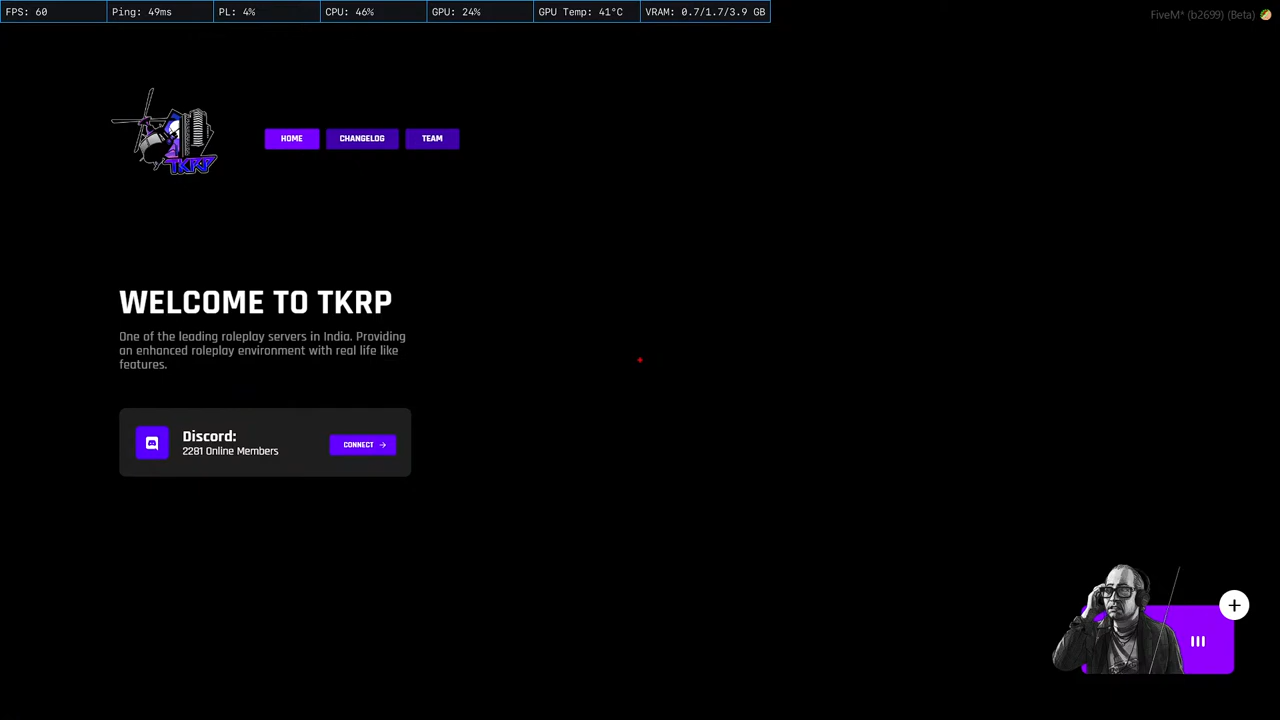 FPS: 60 Ping: 49ms PL: 4% CPU: 46% GPU: 24% GPU Temp: 41°C VRAM: 0.7/1.7/3.9 GB
FiveM* (b2699) (Beta)
TKRP
HOME CHANGELOG TEAM
WELCOME TO TKRP
One of the leading roleplay servers in India. Providing
an enhanced roleplay environment with real life like
features.
Discord:
2281 Online Members
CONNECT →